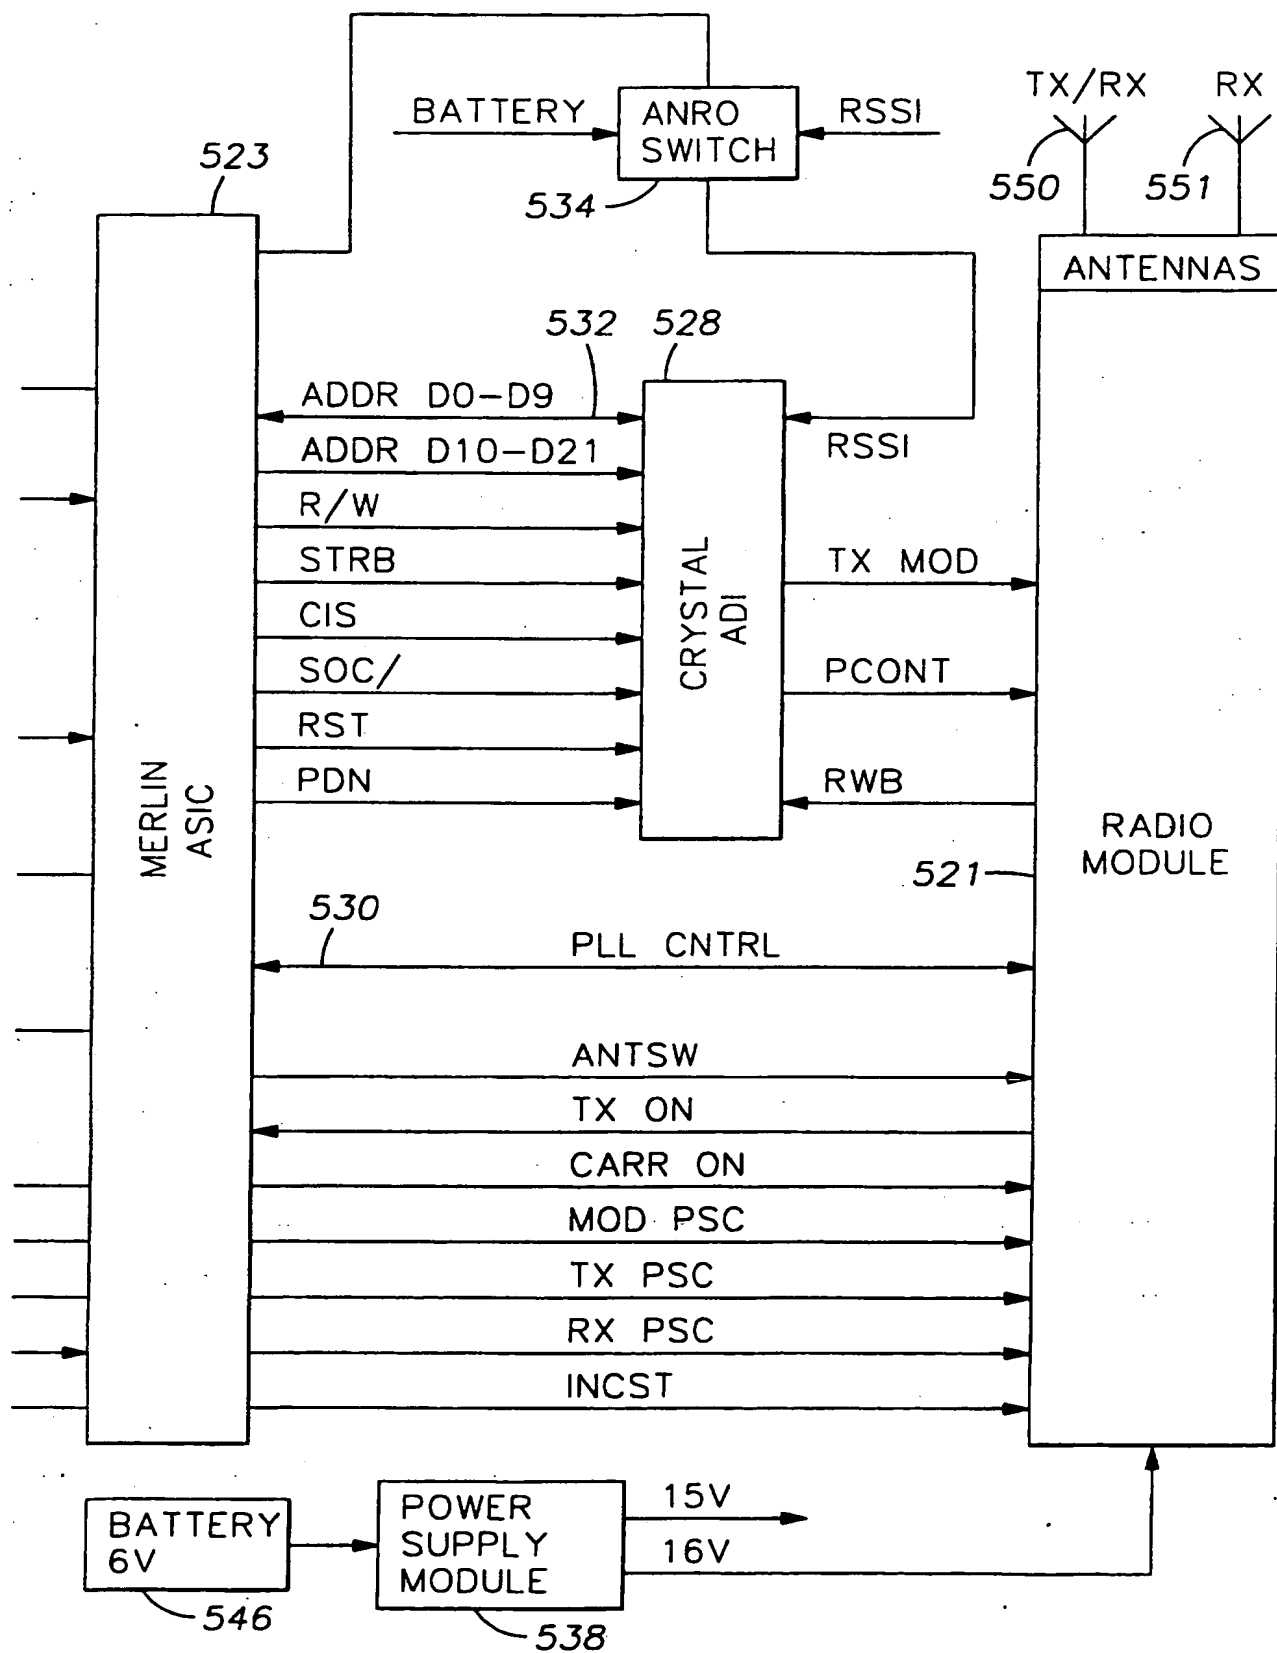 TX/RX
RX
BATTERY
ANRO
SWITCH
RSSI
523
534
550
551
ANTENNAS
532
528
ADDR D0-D9
ADDR D10-D21
R/W
STRB
CIS
SOC/
RST
PDN
RSSI
TX MOD
PCONT
RWB
CRYSTAL
ADI
MERLIN
ASIC
RADIO
MODULE
521
530
PLL CNTRL
ANTSW
TX ON
CARR ON
MOD PSC
TX PSC
RX PSC
INCST
BATTERY
6V
POWER
SUPPLY
MODULE
15V
16V
546
538